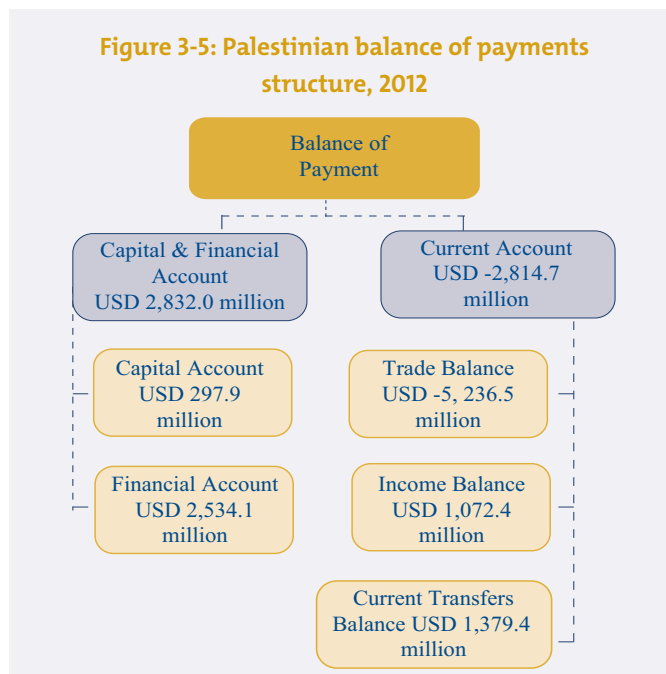 Figure 3-5: Palestinian balance of payments
structure, 2012
Balance of
Payment
Capital & Financial
Account
USD 2,832.0 million
Current Account
USD -2,814.7
million
Capital Account
USD 297.9
million
Trade Balance
USD -5, 236.5
million
Financial Account
USD 2,534.1
million
Income Balance
USD 1,072.4
million
Current Transfers
Balance USD 1,379.4
million